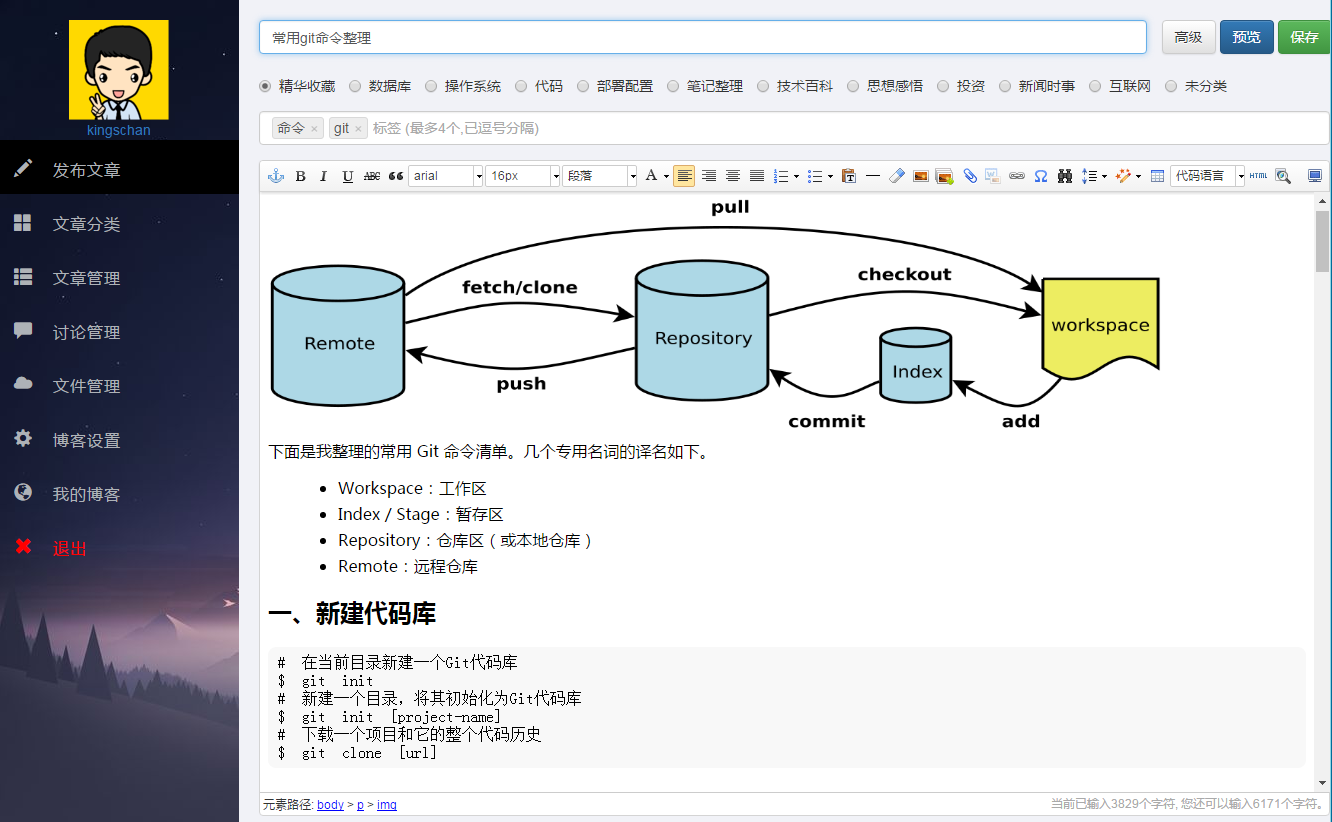 kingschan
发布文章
文章分类
文章管理
讨论管理
文件管理
博客设置
我的博客
退出
常用git命令整理
高级 预览 保存
精华收藏 数据库 操作系统 代码 部署配置 笔记整理 技术百科 思想感悟 投资 新闻时事 互联网 未分类
命令 × git × 标签 (最多4个,已逗号分隔)
B I U ABC arial 16px 段落 A 代码语言 HTML
pull
fetch/clone
checkout
Remote
Repository
workspace
Index
push
commit
add
下面是我整理的常用 Git 命令清单。几个专用名词的译名如下。
• Workspace：工作区
• Index / Stage：暂存区
• Repository：仓库区（或本地仓库）
• Remote：远程仓库
一、新建代码库
# 在当前目录新建一个Git代码库
$ git init
# 新建一个目录，将其初始化为Git代码库
$ git init [project-name]
# 下载一个项目和它的整个代码历史
$ git clone [url]
元素路径: body > p > img
当前已输入3829个字符, 您还可以输入6171个字符。